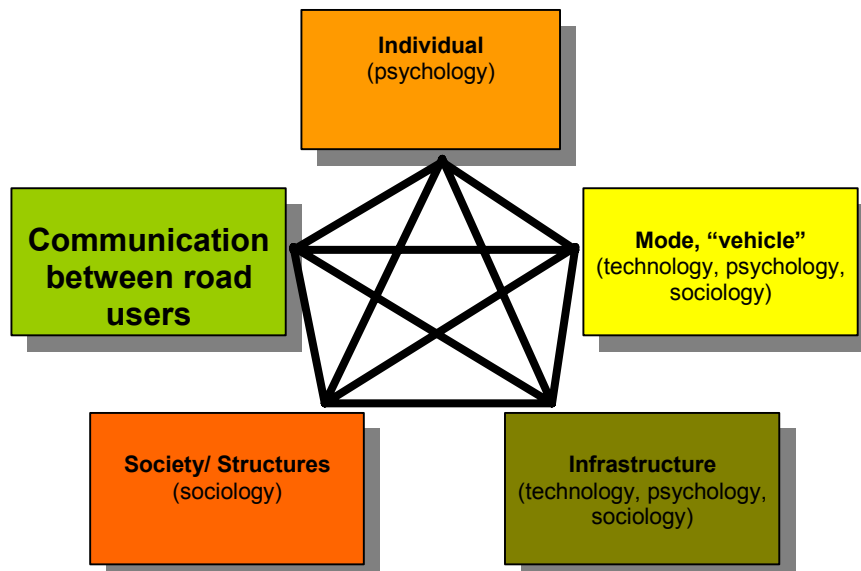 Individual
(psychology)
Communication
between road
users
Mode, “vehicle”
(technology, psychology,
sociology)
Society/ Structures
(sociology)
Infrastructure
(technology, psychology,
sociology)